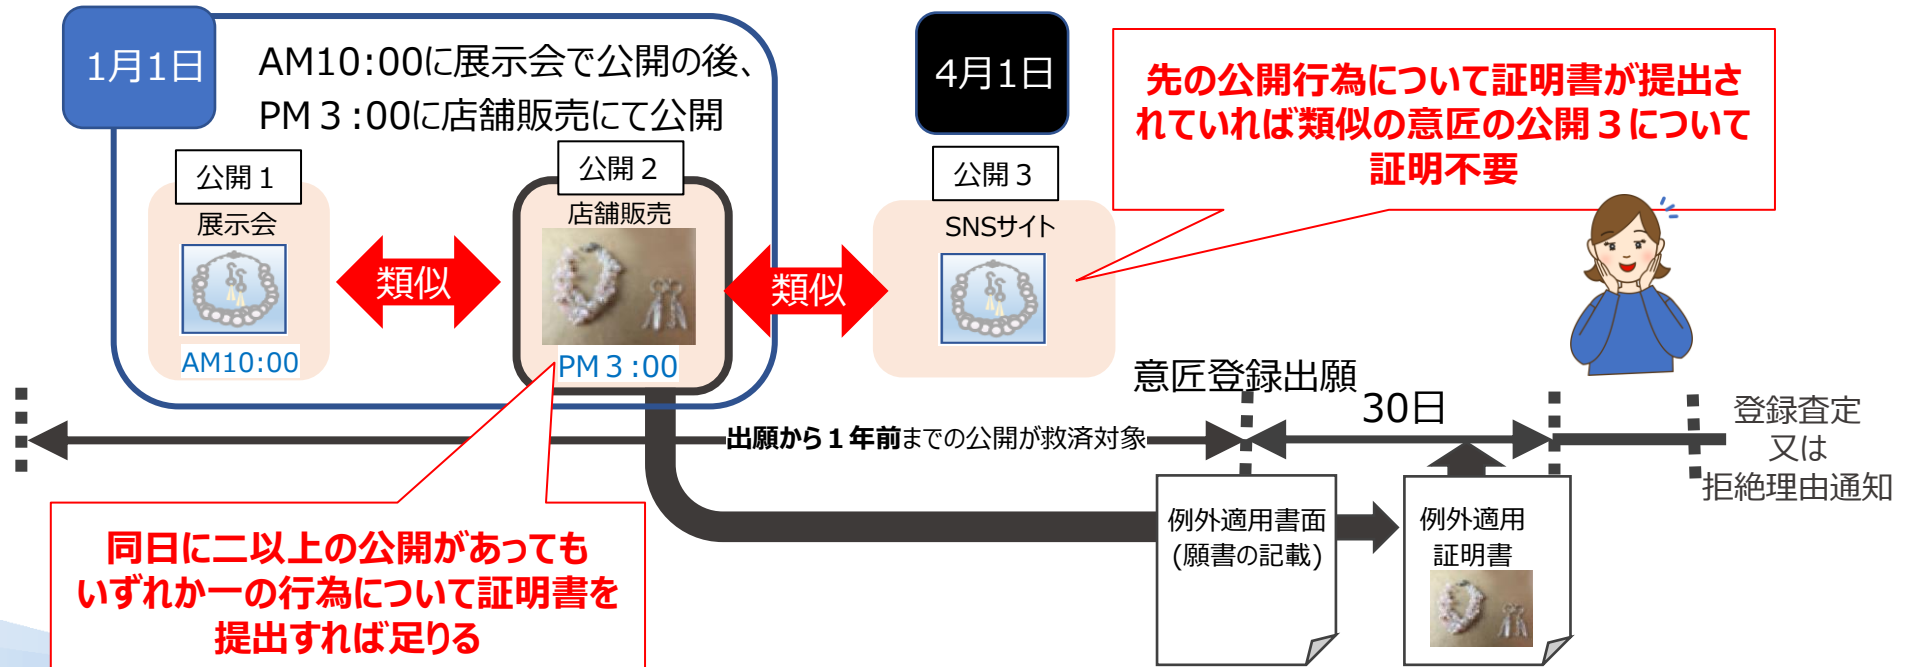 1月1日
AM10:00に展示会で公開の後、
PM３:00に店舗販売にて公開
公開１
展示会
AM10:00
類似
公開２
店舗販売
PM３:00
類似
4月1日
公開３
SNSサイト
先の公開行為について証明書が提出さ
れていれば類似の意匠の公開３について
証明不要
意匠登録出願
30日
出願から１年前までの公開が救済対象
登録査定
又は
拒絶理由通知
同日に二以上の公開があっても
いずれか一の行為について証明書を
提出すれば足りる
例外適用書面
(願書の記載)
例外適用
証明書